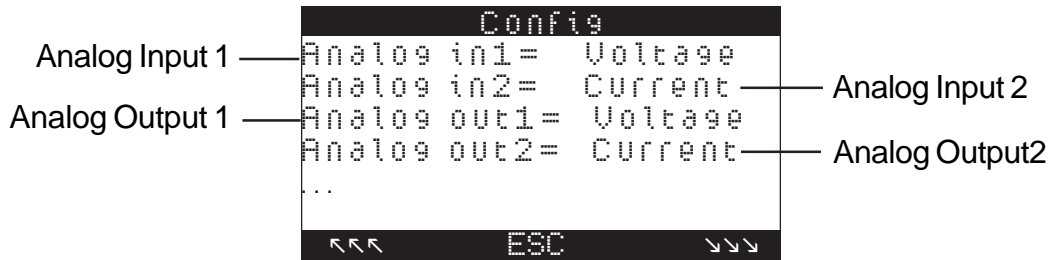 Config
Analog Input 1
Analog in1= Voltage
Analog in2= Current
Analog Input 2
Analog Output 1
Analog out1= Voltage
Analog out2= Current
Analog Output2
...
↖↖↖ ESC ↘↘↘